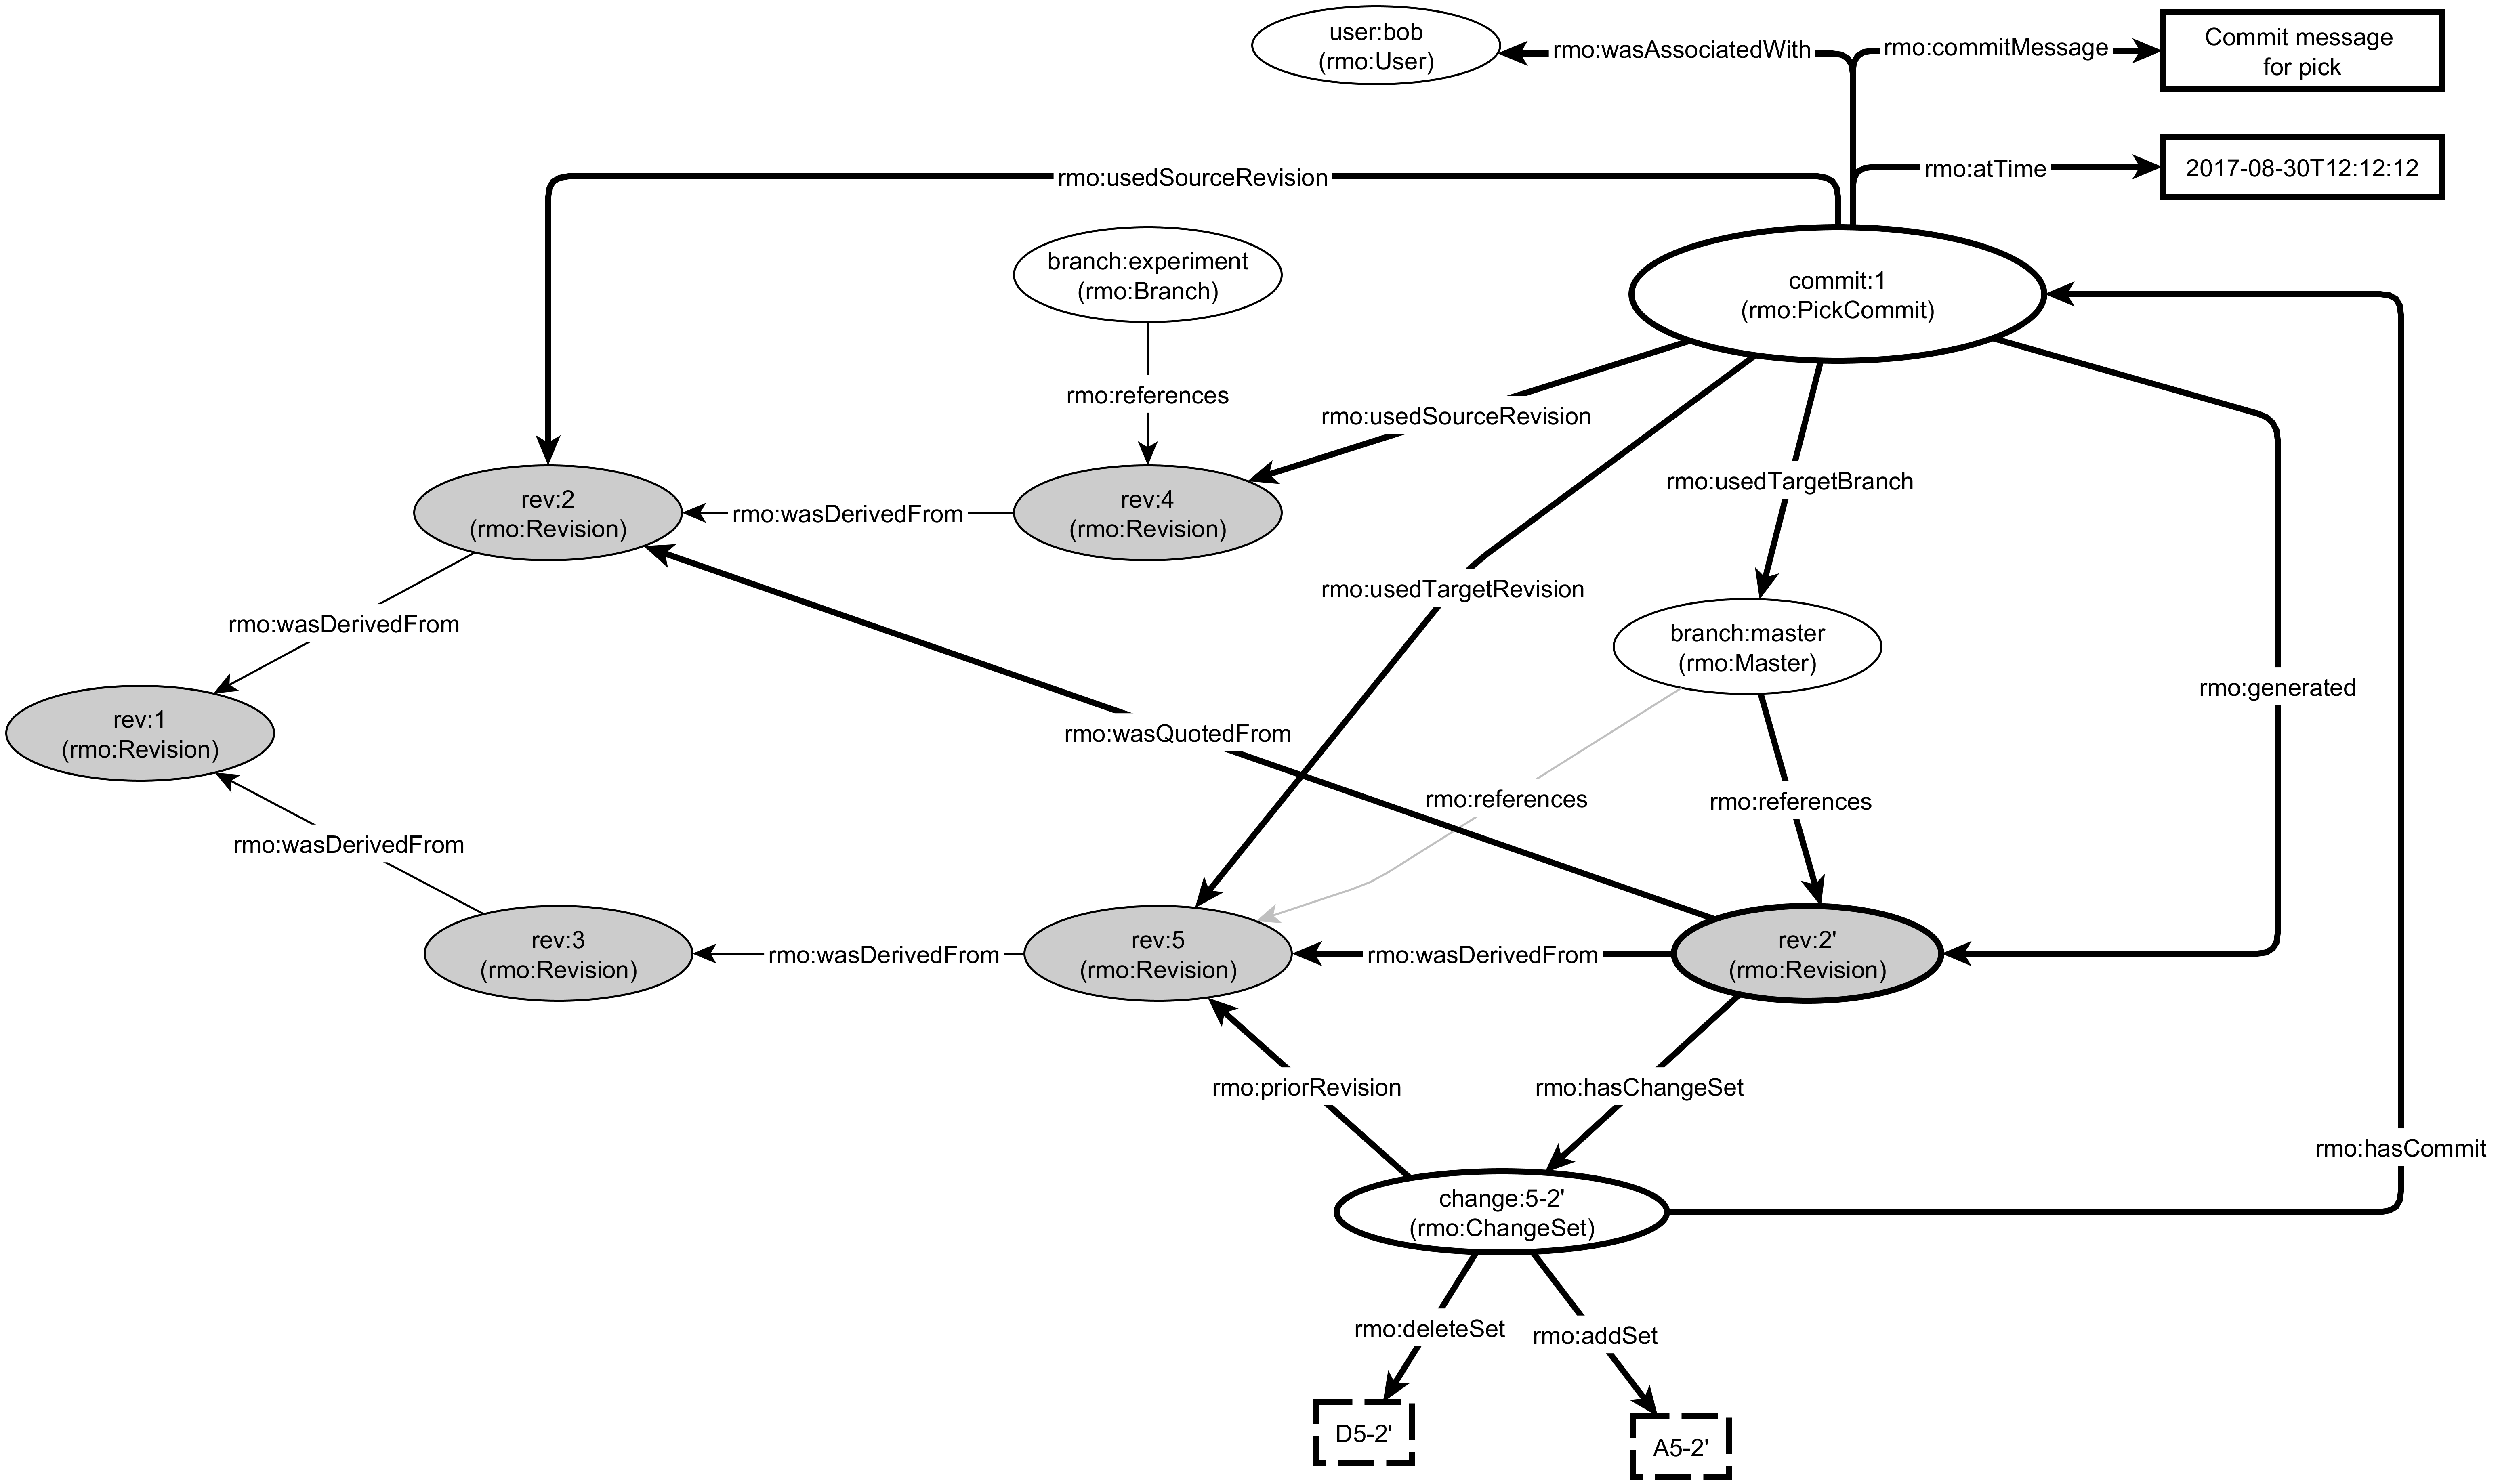 user:bob
(rmo:User)
rmo:wasAssociatedWith
rmo:commitMessage
Commit message
for pick
rmo:atTime
2017-08-30T12:12:12
rmo:usedSourceRevision
branch:experiment
(rmo:Branch)
commit:1
(rmo:PickCommit)
rmo:references
rmo:usedSourceRevision
rmo:usedTargetBranch
rev:2
(rmo:Revision)
rmo:wasDerivedFrom
rev:4
(rmo:Revision)
rmo:usedTargetRevision
rmo:wasDerivedFrom
branch:master
(rmo:Master)
rmo:generated
rev:1
(rmo:Revision)
rmo:wasQuotedFrom
rmo:references
rmo:references
rmo:wasDerivedFrom
rev:3
(rmo:Revision)
rmo:wasDerivedFrom
rev:5
(rmo:Revision)
rmo:wasDerivedFrom
rev:2'
(rmo:Revision)
rmo:priorRevision
rmo:hasChangeSet
rmo:hasCommit
change:5-2'
(rmo:ChangeSet)
rmo:deleteSet
rmo:addSet
D5-2'
A5-2'